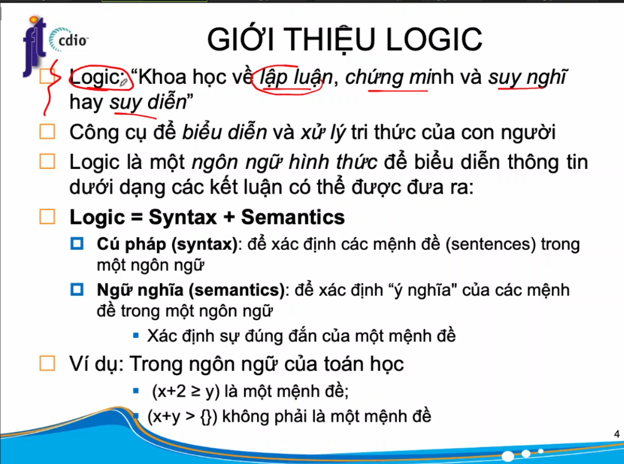 fit
cdio
GIỚI THIỆU LOGIC
Logic: “Khoa học về lập luận, chứng minh và suy nghĩ
hay suy diễn”
Công cụ để biểu diễn và xử lý tri thức của con người
Logic là một ngôn ngữ hình thức để biểu diễn thông tin
dưới dạng các kết luận có thể được đưa ra:
Logic = Syntax + Semantics
Cú pháp (syntax): để xác định các mệnh đề (sentences) trong
một ngôn ngữ
Ngữ nghĩa (semantics): để xác định “ý nghĩa" của các mệnh
đề trong một ngôn ngữ
Xác định sự đúng đắn của một mệnh đề
Ví dụ: Trong ngôn ngữ của toán học
(x+2 ≥ y) là một mệnh đề;
(x+y > {}) không phải là một mệnh đề
4